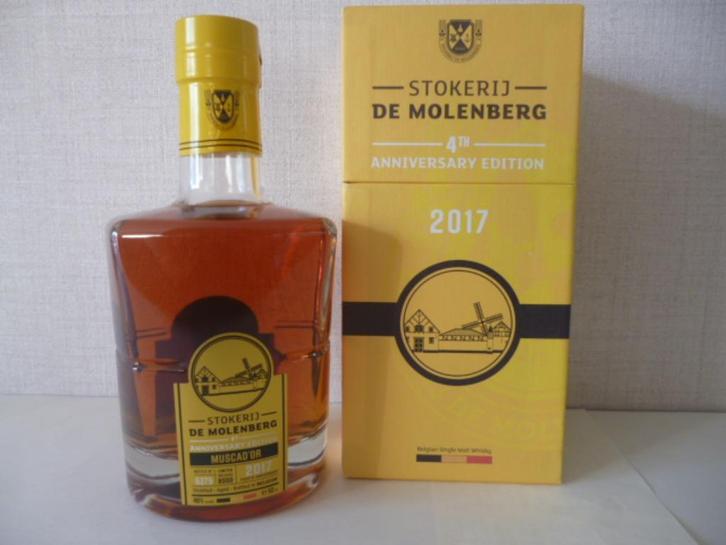 STOKERIJ
DE MOLENBERG
4TH
ANNIVERSARY EDITION
2017
Belgian Single Malt Whisky
STOKERIJ
DE MOLENBERG
ANNIVERSARY EDITION
MUSCAD'OR
2017